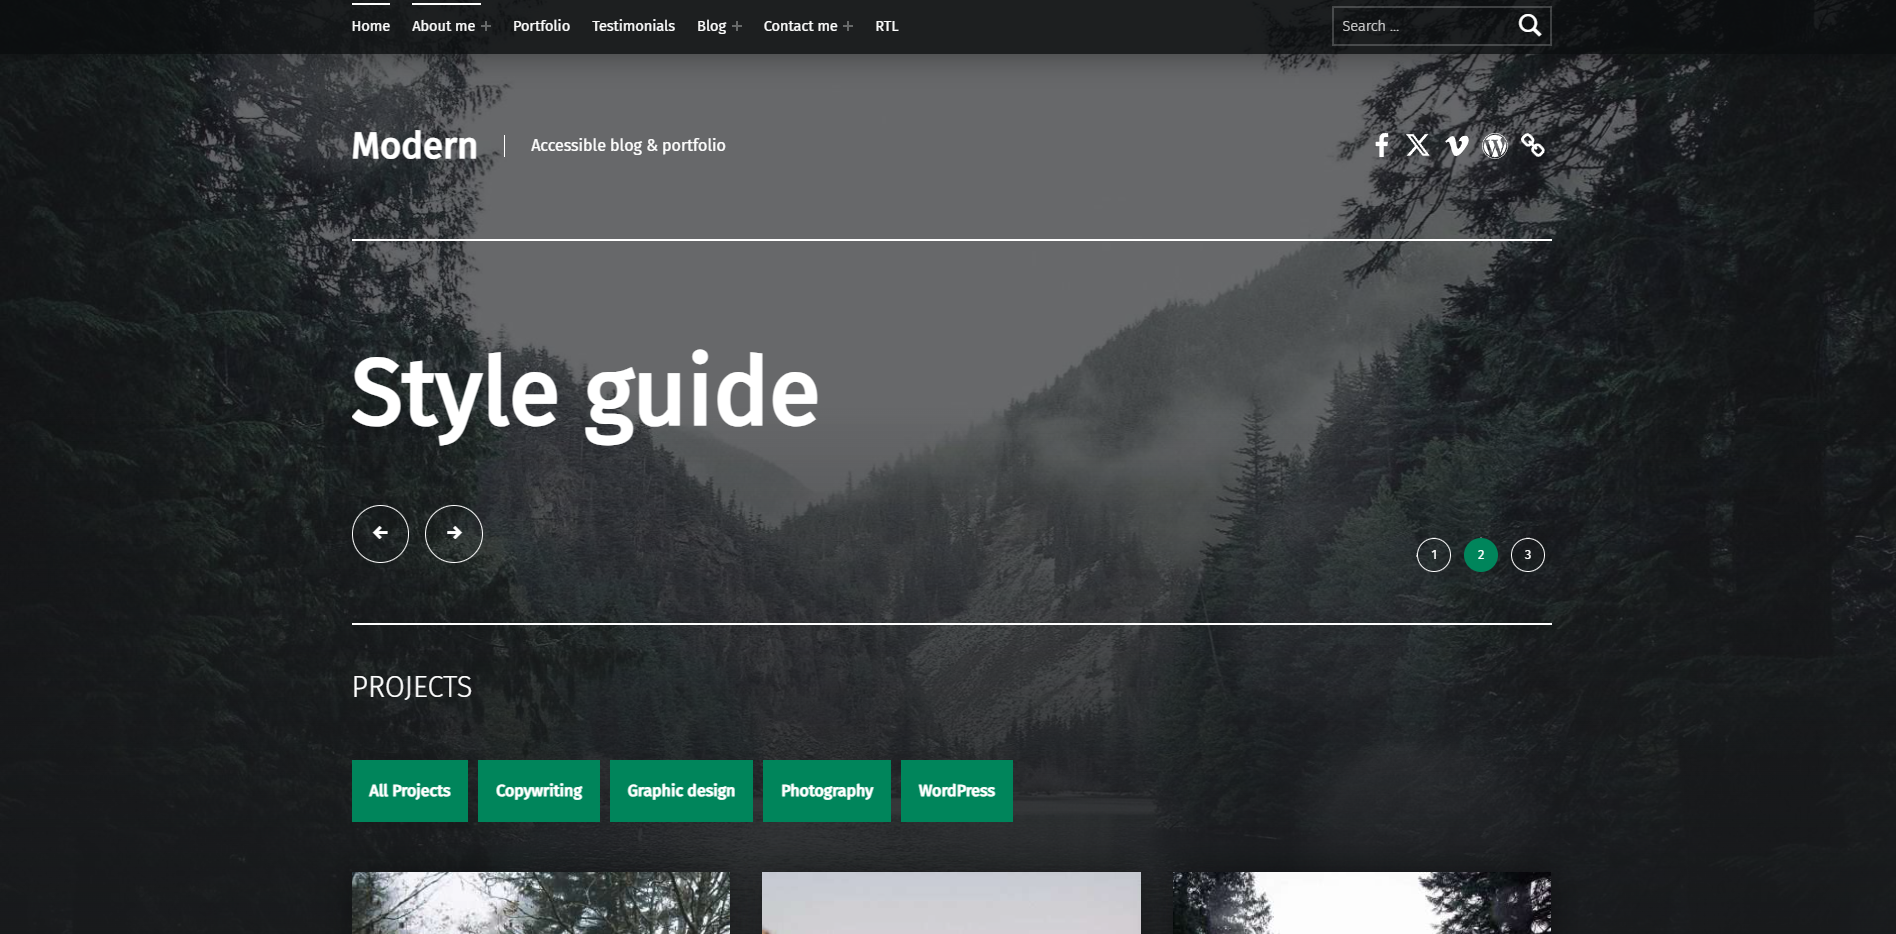 Home About me + Portfolio Testimonials Blog + Contact me + RTL Search ...
Modern Accessible blog & portfolio
Style guide
1 2 3
PROJECTS
All Projects Copywriting Graphic design Photography WordPress